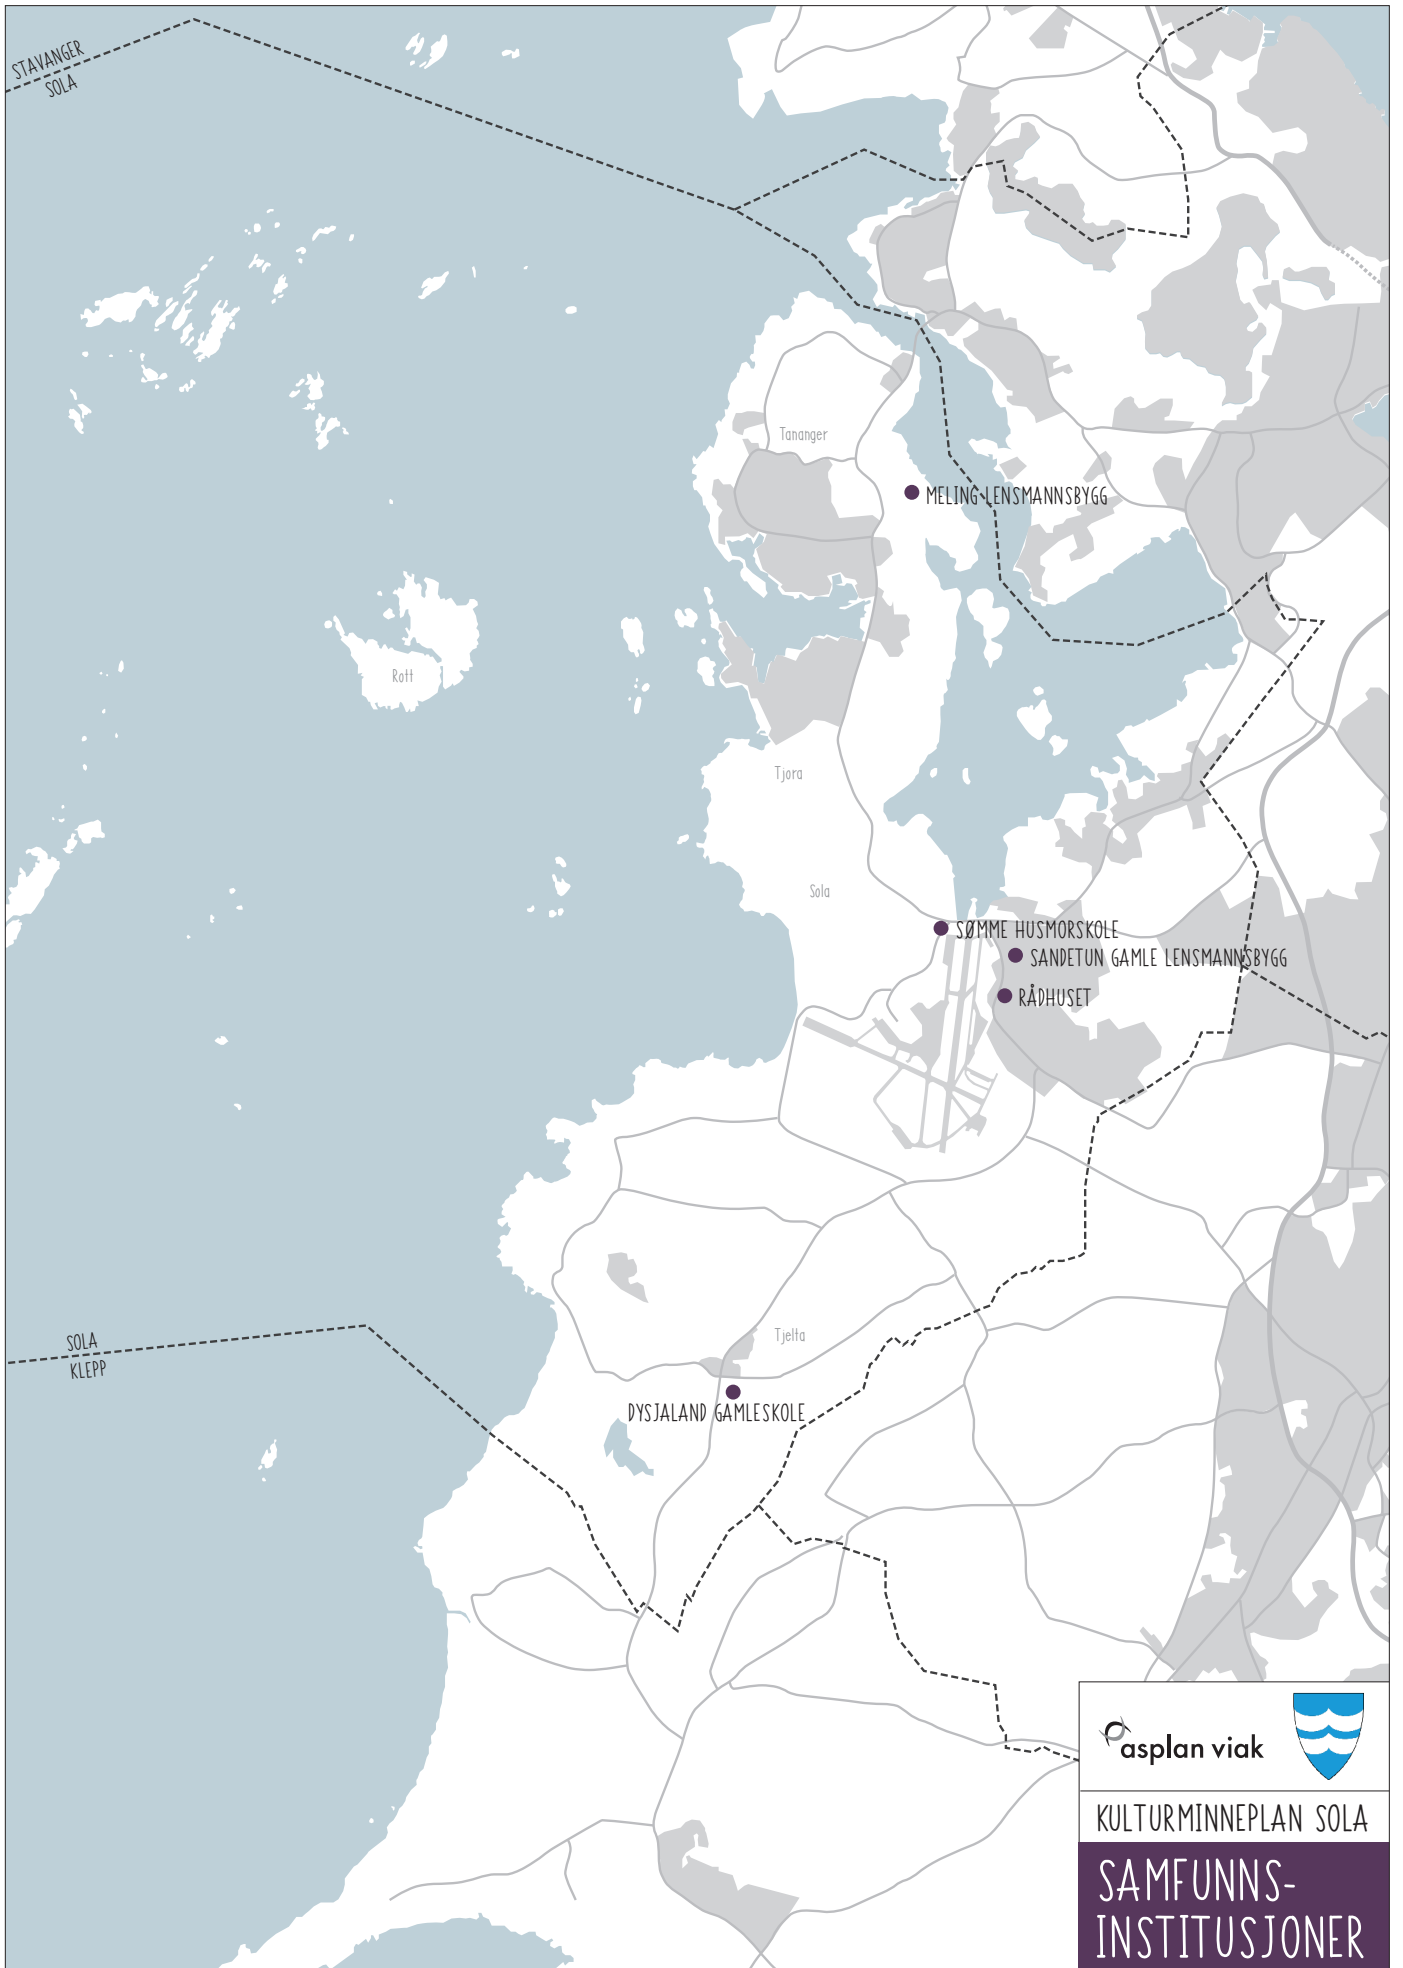 STAVANGER
SOLA
Tananger
MELING LENSMANNSBYGG
Rott
Tjora
Sola
SØMME HUSMORSKOLE
SANDETUN GAMLE LENSMANNSBYGG
RÅDHUSET
SOLA
KLEPP
Tjelta
DYSJALAND GAMLESKOLE
asplan viak
KULTURMINNEPLAN SOLA
SAMFUNNS-
INSTITUSJONER